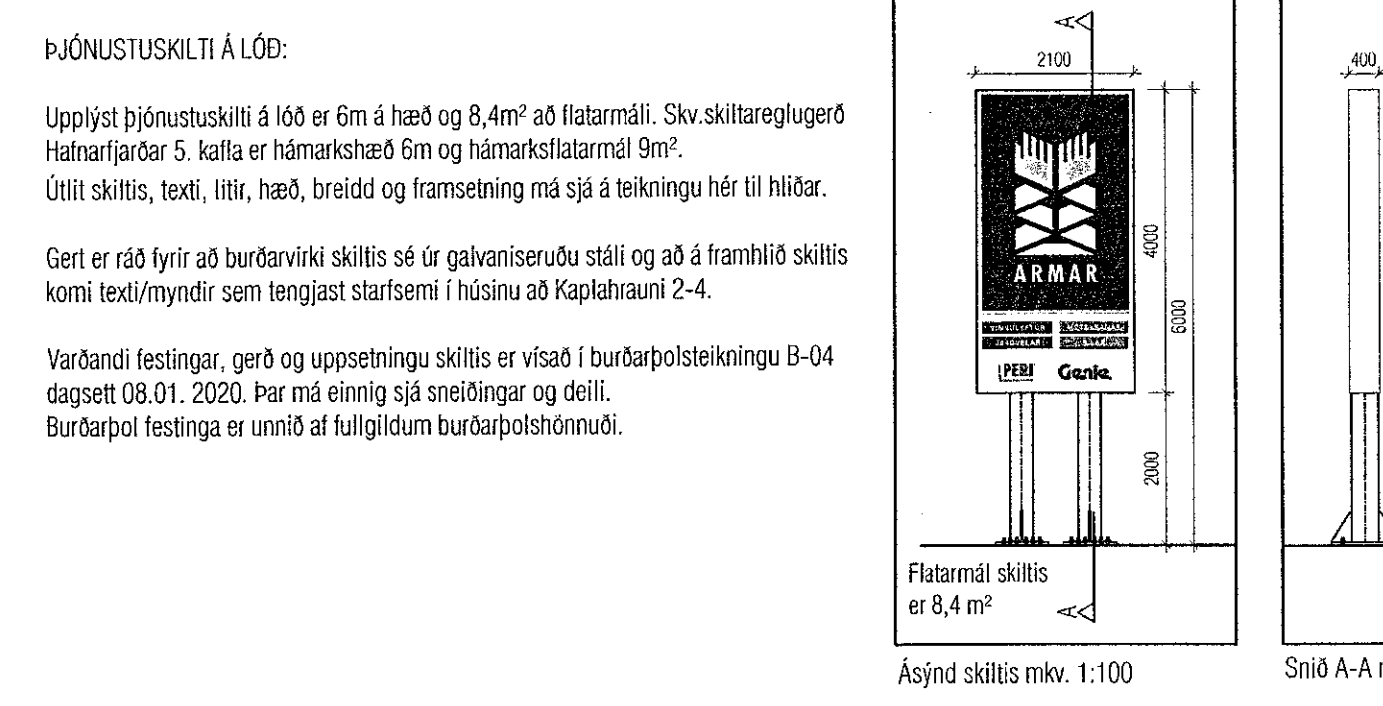 ÞJÓNUSTUSKILTI Á LÓÐ:
Upplýst þjónustuskilti á lóð er 6m á hæð og 8,4m² að flatarmáli. Skv.skiltareglugerð
Hafnarfjarðar 5. kafla er hámarkshæð 6m og hámarksflatarmál 9m².
Útlit skiltis, texti, litir, hæð, breidd og framsetning má sjá á teikningu hér til hliðar.
Gert er ráð fyrir að burðarvirki skiltis sé úr galvaniseruðu stáli og að á framhlið skiltis
komi texti/myndir sem tengjast starfsemi í húsinu að Kaplahrauni 2-4.
Varðandi festingar, gerð og uppsetningu skiltis er vísað í burðarþolsteikningu B-04
dagsett 08.01. 2020. Þar má einnig sjá sneiðingar og deili.
Burðarþol festinga er unnið af fullgildum burðarþolshönnuði.
A
2100
ARMAR
PERI Genie
4000
6000
2000
Flatarmál skiltis
er 8,4 m²
A
Ásýnd skiltis mkv. 1:100
400
Snið A-A